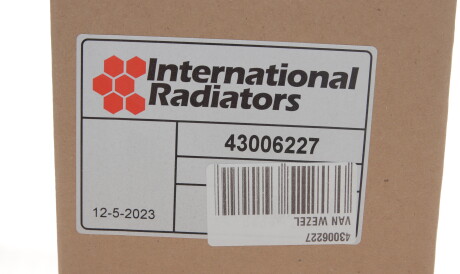 International
Radiators
43006227
12-5-2023
VAN WEZEL
43006227